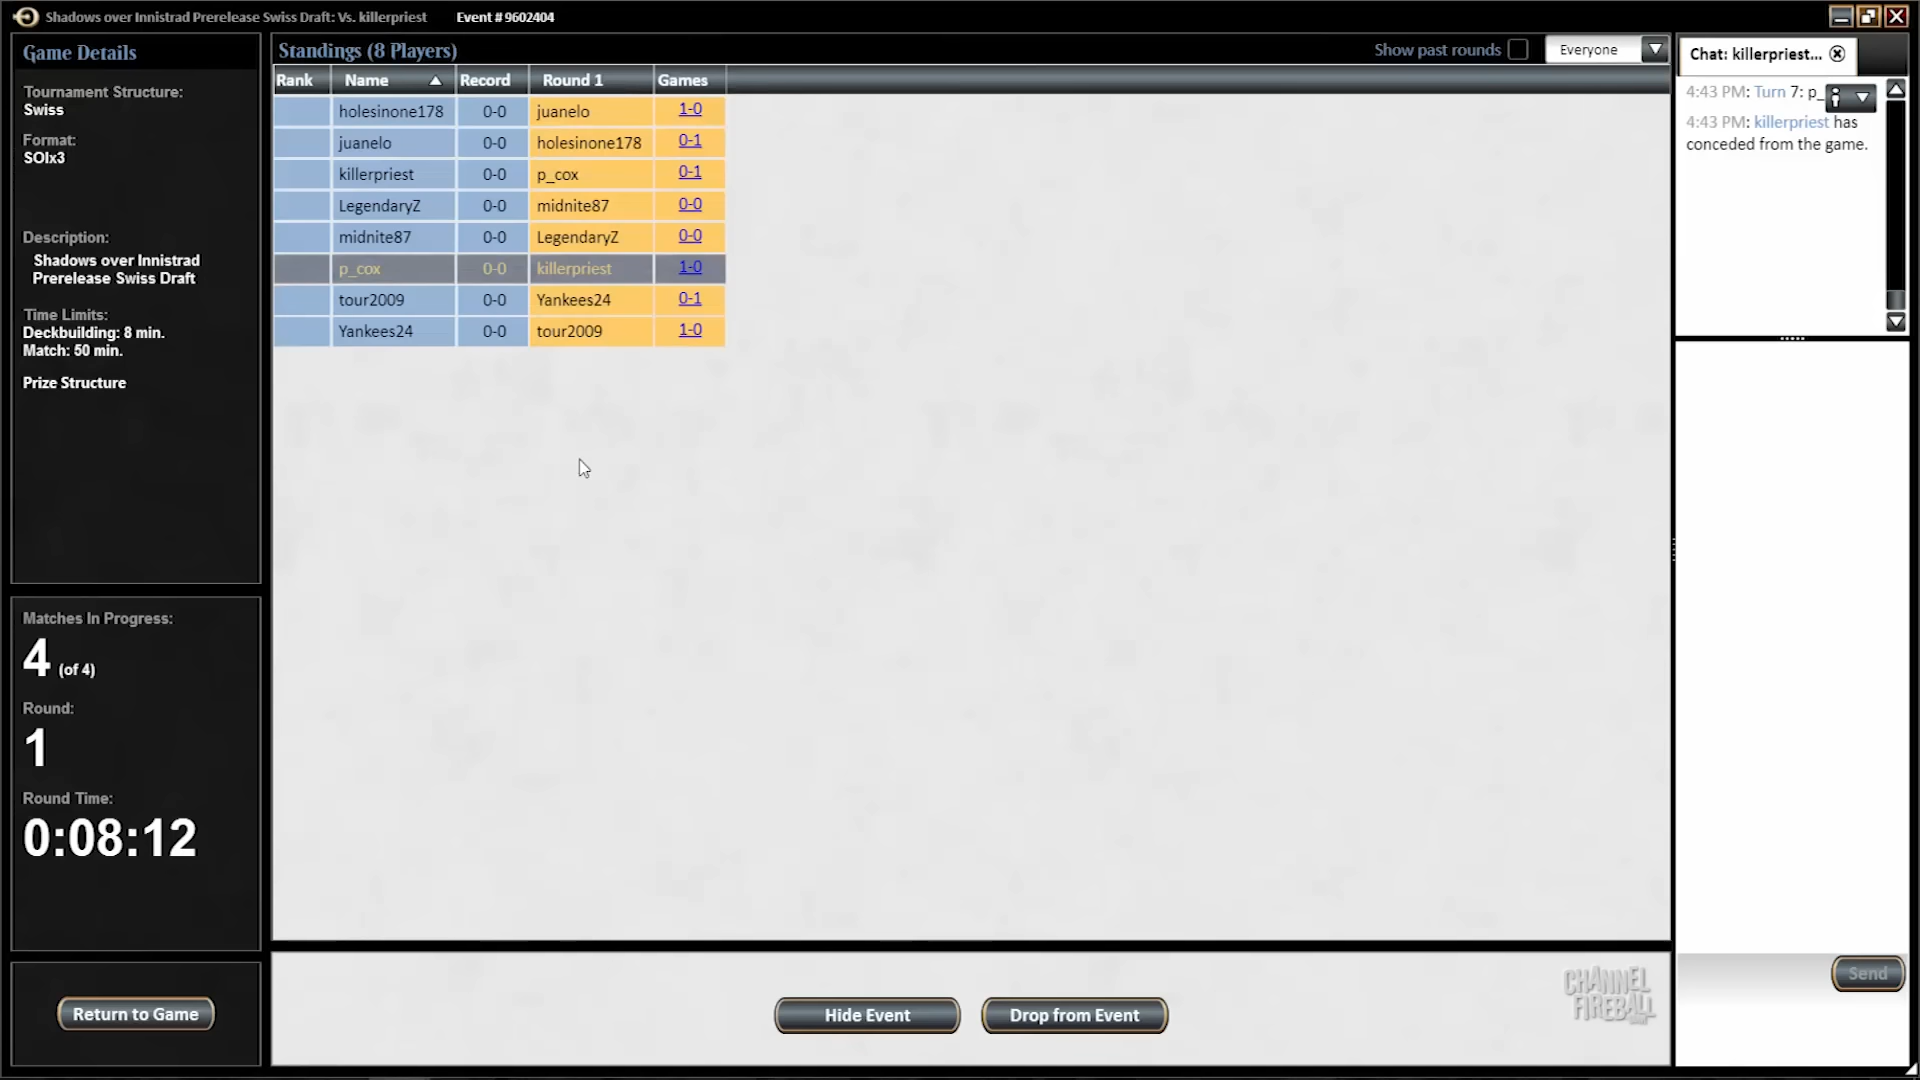 Shadows over Innistrad Prerelease Swiss Draft: Vs. killerpriest Event # 9602404
Game Details
Tournament Structure:
Swiss
Format:
SOIx3
Description:
Shadows over Innistrad
Prerelease Swiss Draft
Time Limits:
Deckbuilding: 8 min.
Match: 50 min.
Prize Structure
Matches In Progress:
4 (of 4)
Round:
1
Round Time:
0:08:12
Return to Game
Standings (8 Players) Show past rounds Everyone
Rank Name Record Round 1 Games
holesinone178 0-0 juanelo 1-0
juanelo 0-0 holesinone178 0-1
killerpriest 0-0 p_cox 0-1
LegendaryZ 0-0 midnite87 0-0
midnite87 0-0 LegendaryZ 0-0
p_cox 0-0 killerpriest 1-0
tour2009 0-0 Yankees24 0-1
Yankees24 0-0 tour2009 1-0
Hide Event Drop from Event
CHANNEL
FIREBALL
Chat: killerpriest...
4:43 PM: Turn 7: p_
4:43 PM: killerpriest has
conceded from the game.
Send